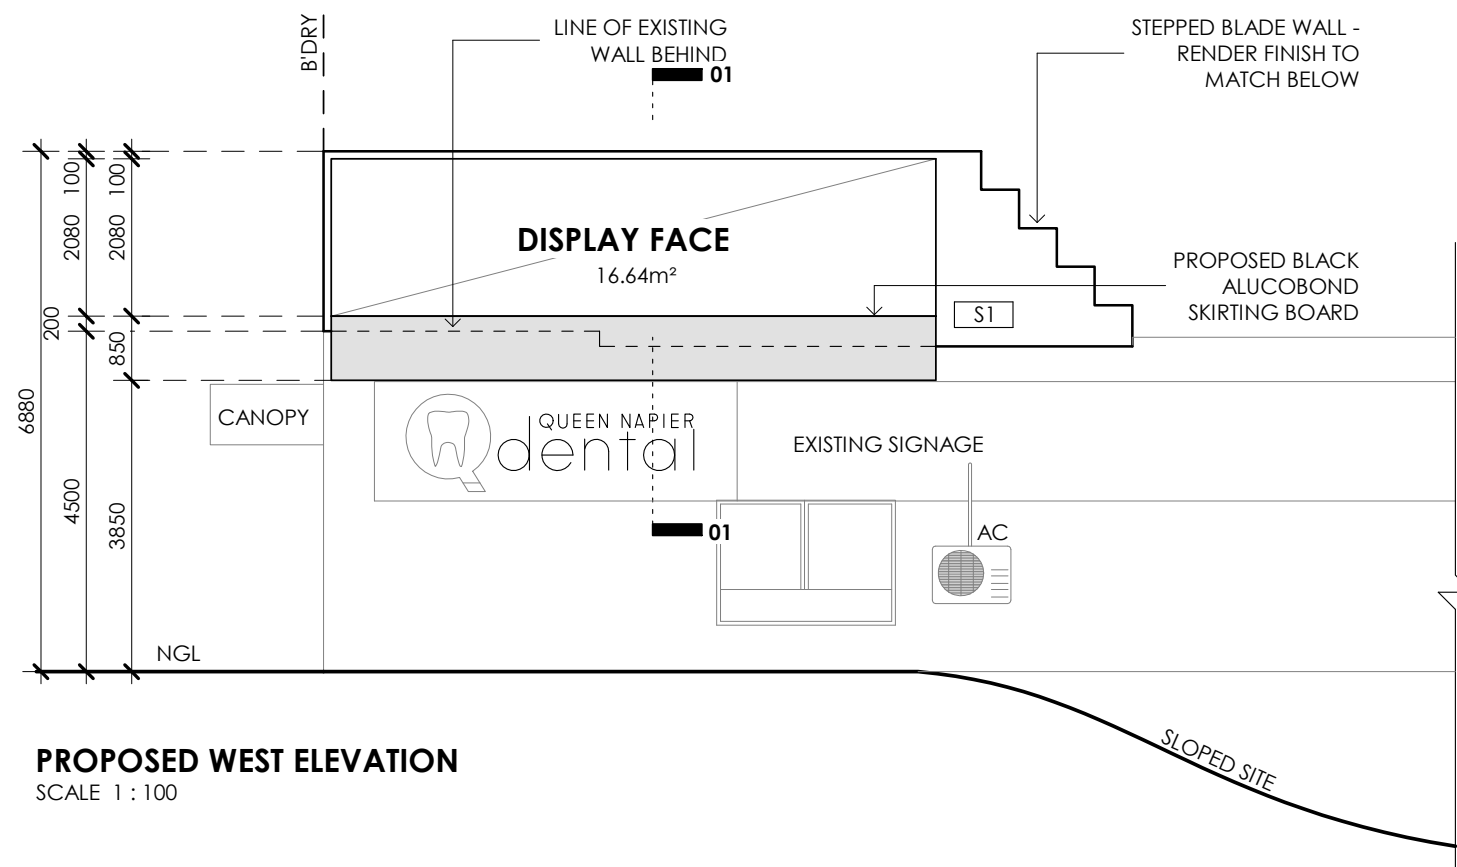 B'DRY
LINE OF EXISTING
WALL BEHIND
01
STEPPED BLADE WALL -
RENDER FINISH TO
MATCH BELOW
100
100
2080
2080
DISPLAY FACE
16.64m²
PROPOSED BLACK
ALUCOBOND
SKIRTING BOARD
S1
200
850
6880
CANOPY
QUEEN NAPIER
dental
EXISTING SIGNAGE
4500
3850
01
AC
NGL
SLOPED SITE
PROPOSED WEST ELEVATION
SCALE 1 : 100